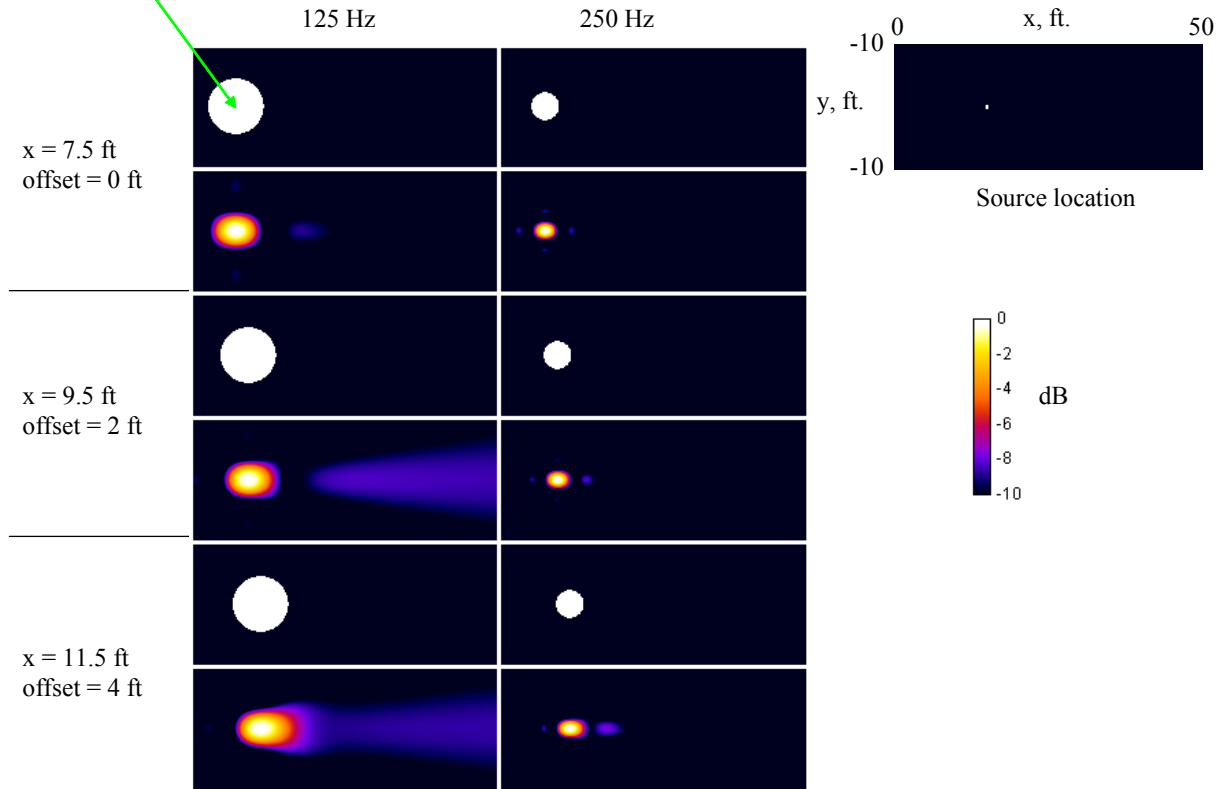 125 Hz
250 Hz
x, ft.
0
50
-10
y, ft.
-10
Source location
x = 7.5 ft
offset = 0 ft
x = 9.5 ft
offset = 2 ft
x = 11.5 ft
offset = 4 ft
0
-2
-4
-6
-8
-10
dB